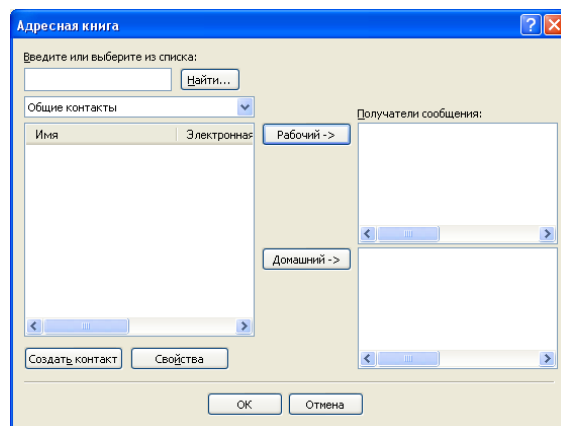 Адресная книга
Введите или выберите из списка:
Найти...
Общие контакты
Получатели сообщения:
Имя
Электронная
Рабочий ->
Домашний ->
Создать контакт
Свойства
ОК
Отмена